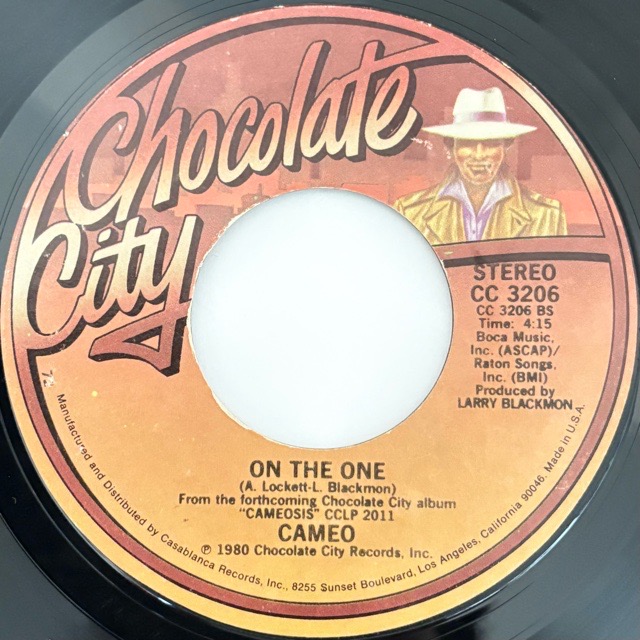 Chocolate
City
STEREO
CC 3206
CC 3206 BS
Time: 4:15
Boca Music,
Inc. (ASCAP)/
Raton Songs,
Inc. (BMI)
Produced by
LARRY BLACKMON
ON THE ONE
(A. Lockett-L. Blackmon)
From the forthcoming Chocolate City album
"CAMEOSIS" CCLP 2011
CAMEO
℗ 1980 Chocolate City Records, Inc.
Manufactured and Distributed by Casablanca Records, Inc., 8255 Sunset Boulevard, Los Angeles, California 90046. Made in U.S.A.